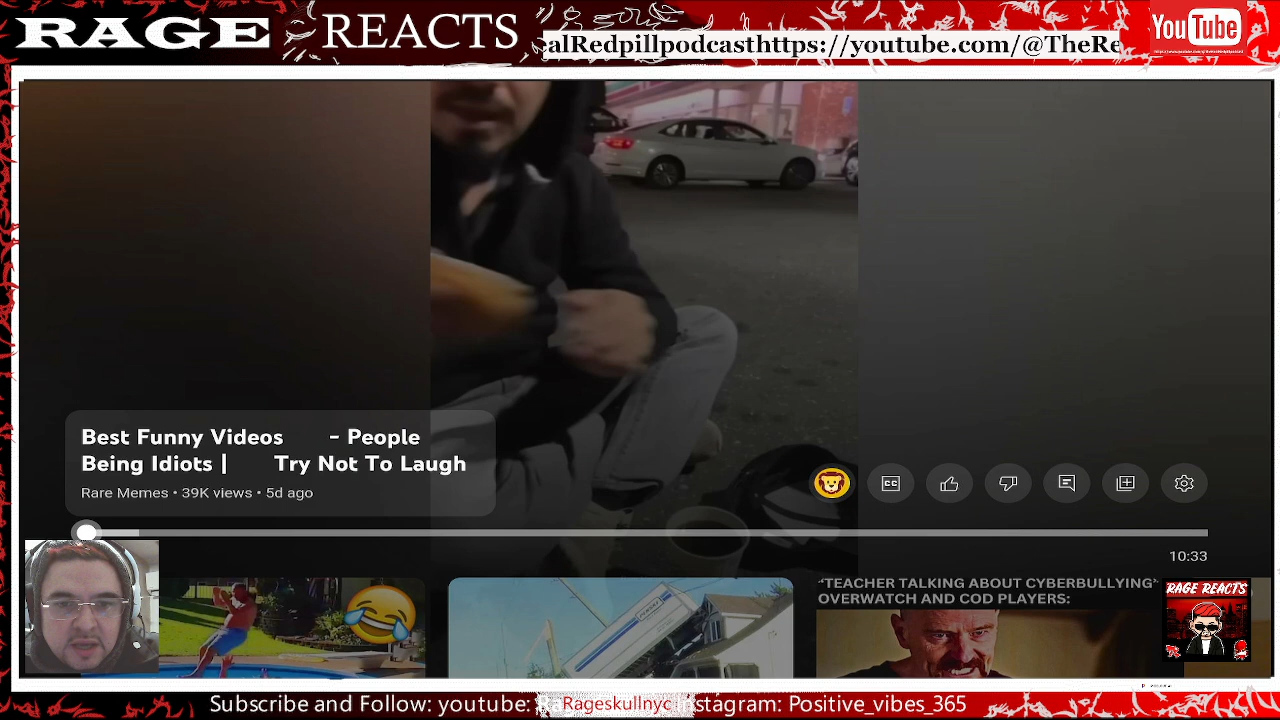 RAGE REACTS
alRedpillpodcasthttps://youtube.com/@TheRe
YouTube
Best Funny Videos - People
Being Idiots | Try Not To Laugh
Rare Memes • 39K views • 5d ago
CC
10:33
"TEACHER TALKING ABOUT CYBERBULLYING"
OVERWATCH AND COD PLAYERS:
RAGE REACTS
Subscribe and Follow: youtube: Rageskullnyc nstagram: Positive_vibes_365